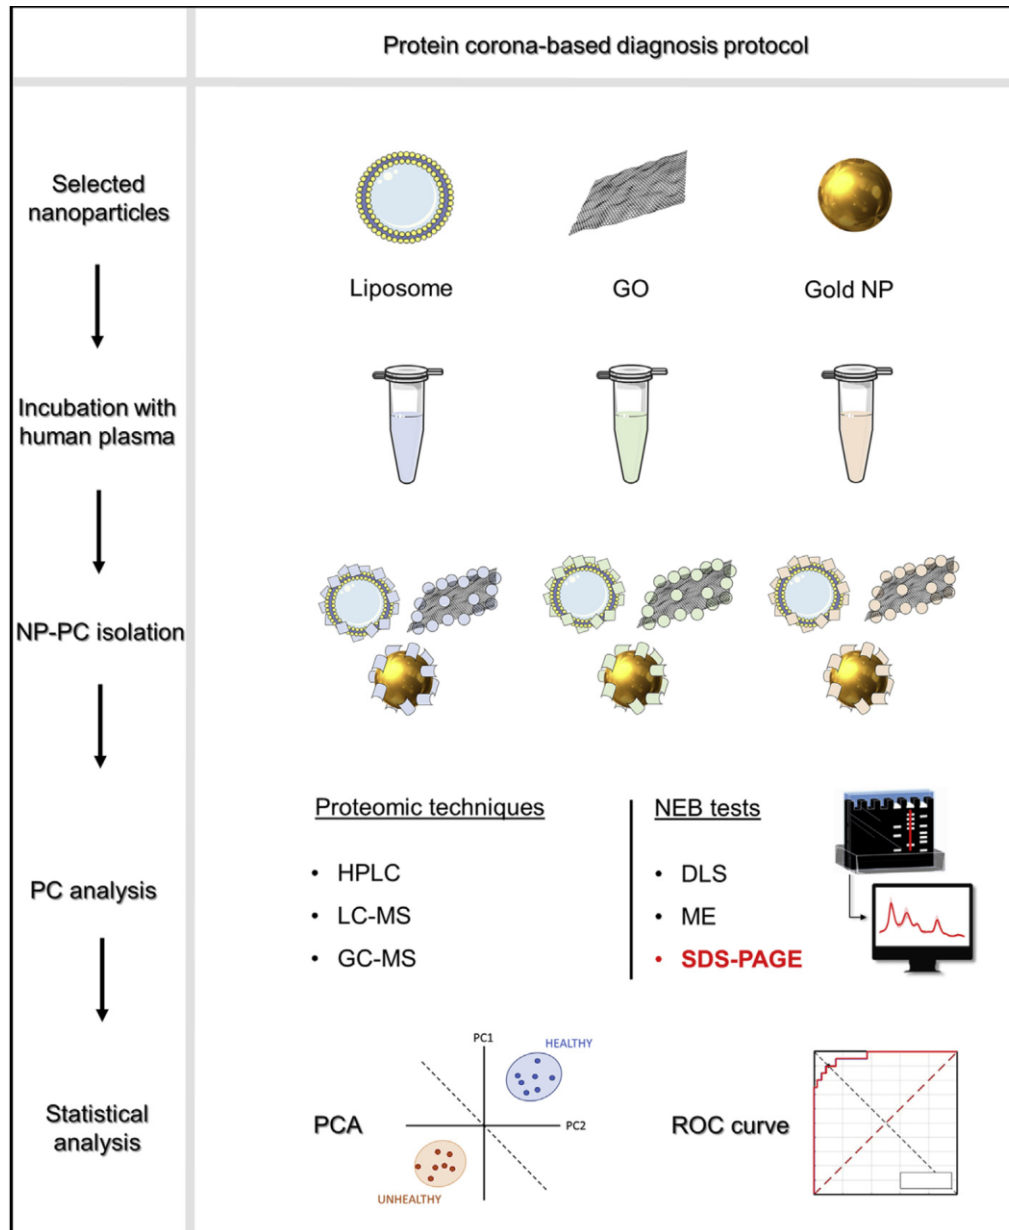 Protein corona-based diagnosis protocol
Selected
nanoparticles
Liposome
GO
Gold NP
Incubation with
human plasma
NP-PC isolation
PC analysis
Proteomic techniques
• HPLC
• LC-MS
• GC-MS
NEB tests
• DLS
• ME
• SDS-PAGE
Statistical
analysis
PCA
PC1
HEALTHY
PC2
UNHEALTHY
ROC curve